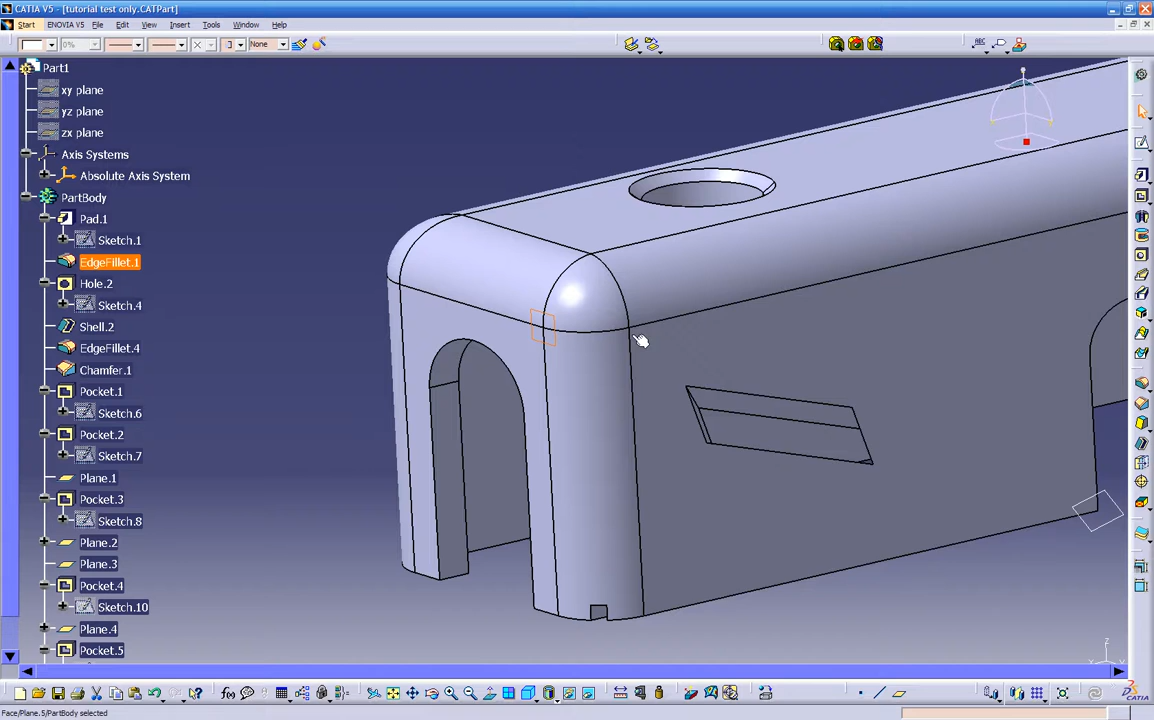 CATIA V5 - [tutorial test only.CATPart]
Start ENOVIA V5 File Edit View Insert Tools Window Help
0% None
ABC
Part1
xy plane
yz plane
zx plane
Axis Systems
Absolute Axis System
PartBody
Pad.1
Sketch.1
EdgeFillet.1
Hole.2
Sketch.4
Shell.2
EdgeFillet.4
Chamfer.1
Pocket.1
Sketch.6
Pocket.2
Sketch.7
Plane.1
Pocket.3
Sketch.8
Plane.2
Plane.3
Pocket.4
Sketch.10
Plane.4
Pocket.5
z
x y
f(x)
CATIA
Face/Plane.5/PartBody selected